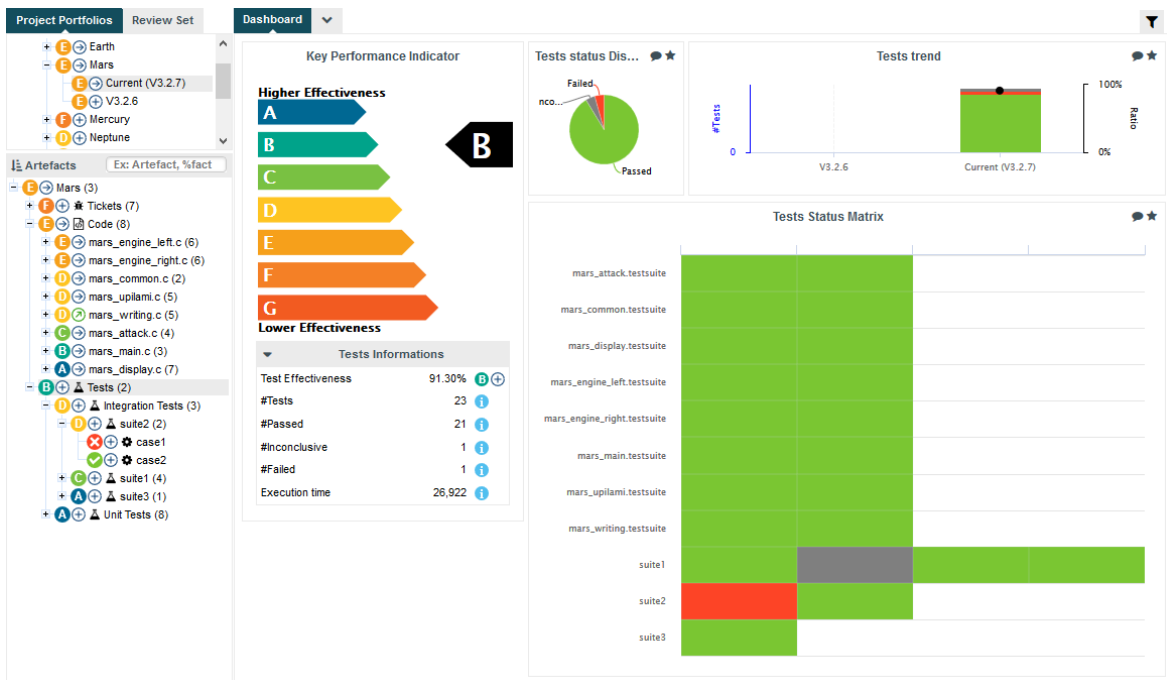 Project Portfolios
Review Set
Dashboard
E Earth
E Mars
E Current (V3.2.7)
E V3.2.6
F Mercury
D Neptune
Artefacts
Ex: Artefact, %fact
E Mars (3)
F Tickets (7)
E Code (8)
E mars_engine_left.c (6)
E mars_engine_right.c (6)
D mars_common.c (2)
D mars_upilami.c (5)
D mars_writing.c (5)
C mars_attack.c (4)
B mars_main.c (3)
A mars_display.c (7)
B Tests (2)
D Integration Tests (3)
D suite2 (2)
case1
case2
C suite1 (4)
A suite3 (1)
A Unit Tests (8)
Key Performance Indicator
Higher Effectiveness
A
B
B
C
D
E
F
G
Lower Effectiveness
Tests Informations
Test Effectiveness 91.30% B
#Tests 23
#Passed 21
#Inconclusive 1
#Failed 1
Execution time 26,922
Tests status Dis...
Failed
nco...
Passed
Tests trend
#Tests
0
V3.2.6
Current (V3.2.7)
100%
0%
Ratio
Tests Status Matrix
mars_attack.testsuite
mars_common.testsuite
mars_display.testsuite
mars_engine_left.testsuite
mars_engine_right.testsuite
mars_main.testsuite
mars_upilami.testsuite
mars_writing.testsuite
suite1
suite2
suite3